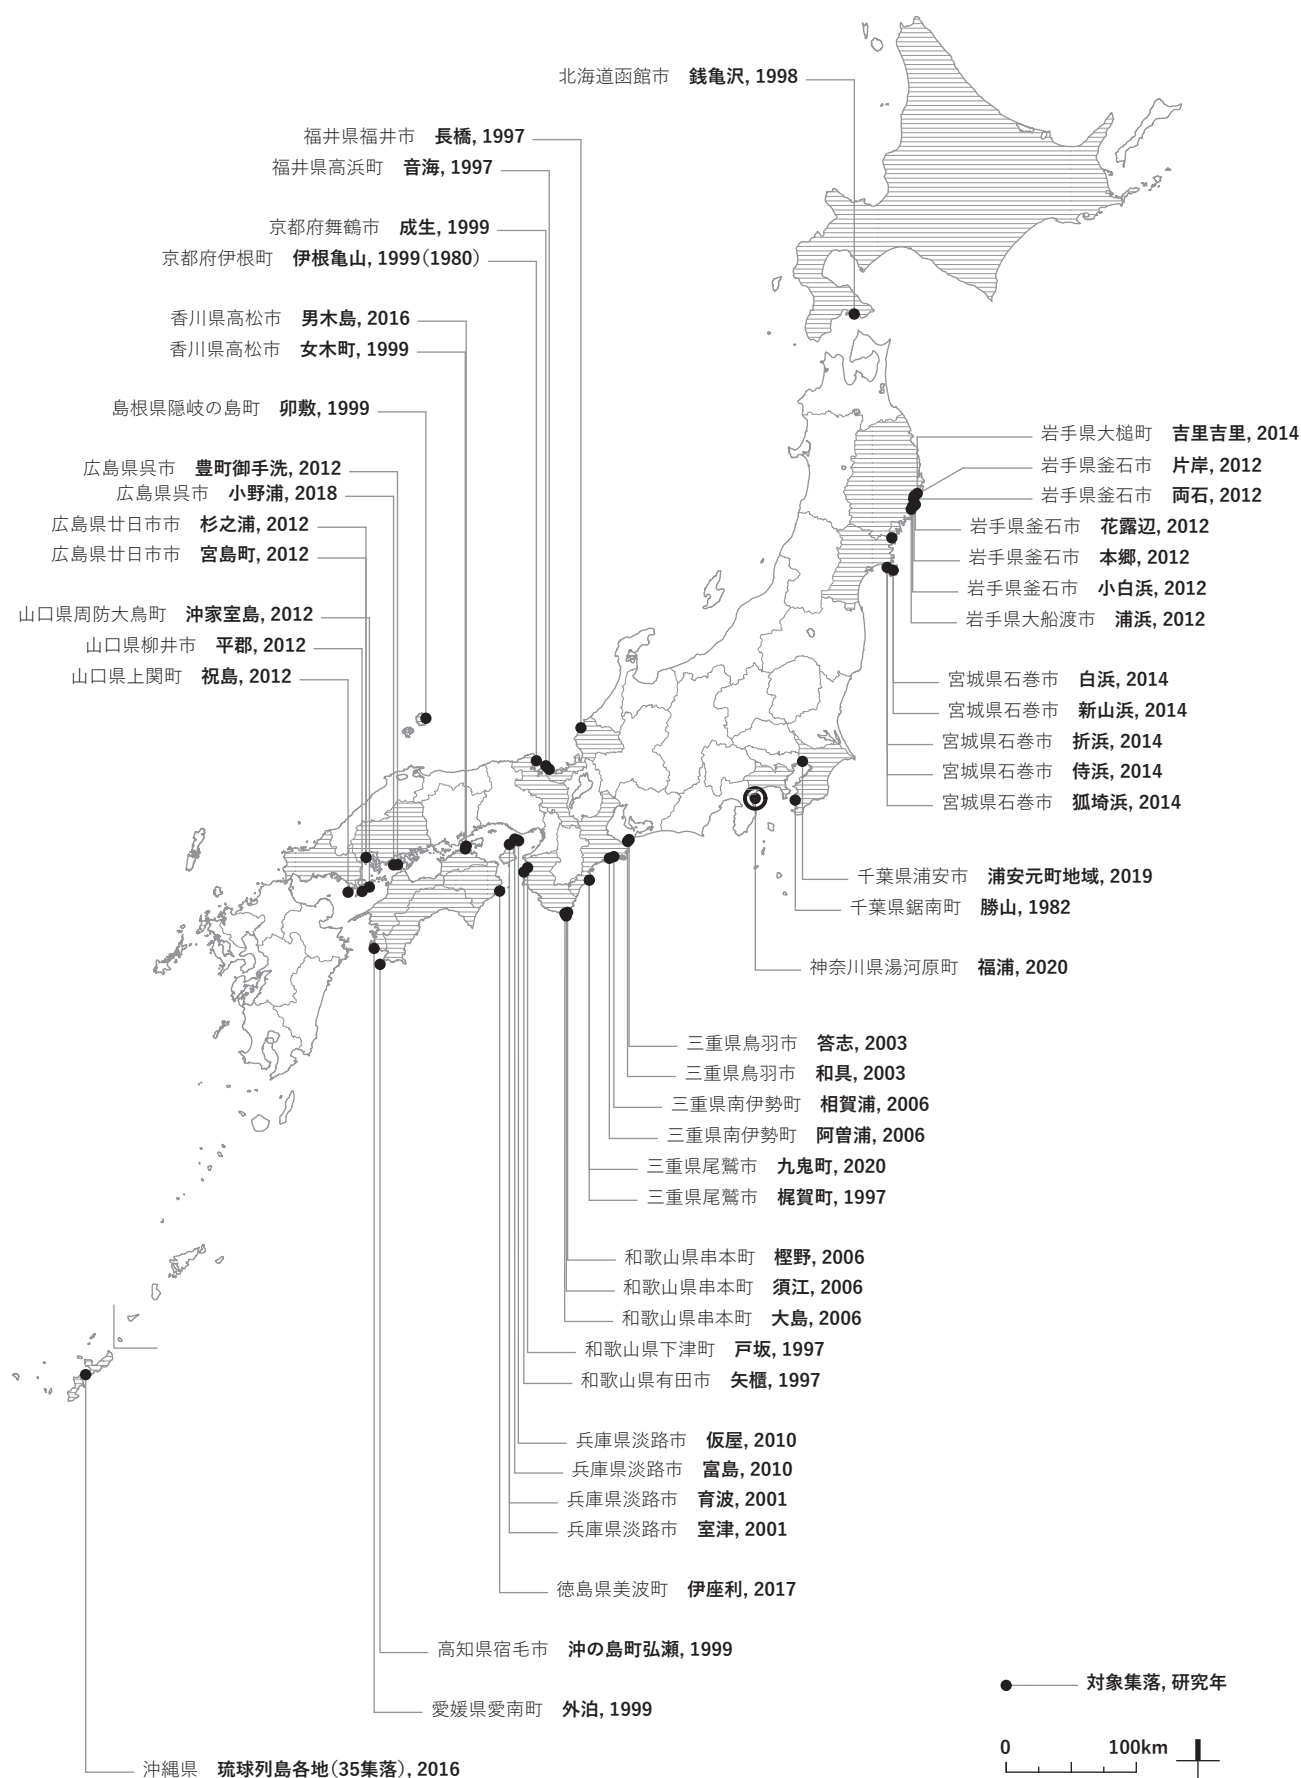 北海道函館市 銭亀沢, 1998
福井県福井市 長橋, 1997
福井県高浜町 音海, 1997
京都府舞鶴市 成生, 1999
京都府伊根町 伊根亀山, 1999(1980)
香川県高松市 男木島, 2016
香川県高松市 女木町, 1999
島根県隠岐の島町 卯敷, 1999
広島県呉市 豊町御手洗, 2012
広島県呉市 小野浦, 2018
広島県廿日市市 杉之浦, 2012
広島県廿日市市 宮島町, 2012
山口県周防大島町 沖家室島, 2012
山口県柳井市 平郡, 2012
山口県上関町 祝島, 2012
岩手県大槌町 吉里吉里, 2014
岩手県釜石市 片岸, 2012
岩手県釜石市 両石, 2012
岩手県釜石市 花露辺, 2012
岩手県釜石市 本郷, 2012
岩手県釜石市 小白浜, 2012
岩手県大船渡市 浦浜, 2012
宮城県石巻市 白浜, 2014
宮城県石巻市 新山浜, 2014
宮城県石巻市 折浜, 2014
宮城県石巻市 侍浜, 2014
宮城県石巻市 狐埼浜, 2014
千葉県浦安市 浦安元町地域, 2019
千葉県鋸南町 勝山, 1982
神奈川県湯河原町 福浦, 2020
三重県鳥羽市 答志, 2003
三重県鳥羽市 和具, 2003
三重県南伊勢町 相賀浦, 2006
三重県南伊勢町 阿曽浦, 2006
三重県尾鷲市 九鬼町, 2020
三重県尾鷲市 梶賀町, 1997
和歌山県串本町 樫野, 2006
和歌山県串本町 須江, 2006
和歌山県串本町 大島, 2006
和歌山県下津町 戸坂, 1997
和歌山県有田市 矢櫃, 1997
兵庫県淡路市 仮屋, 2010
兵庫県淡路市 富島, 2010
兵庫県淡路市 育波, 2001
兵庫県淡路市 室津, 2001
徳島県美波町 伊座利, 2017
高知県宿毛市 沖の島町弘瀬, 1999
愛媛県愛南町 外泊, 1999
沖縄県 琉球列島各地(35集落), 2016
対象集落, 研究年
0 100km